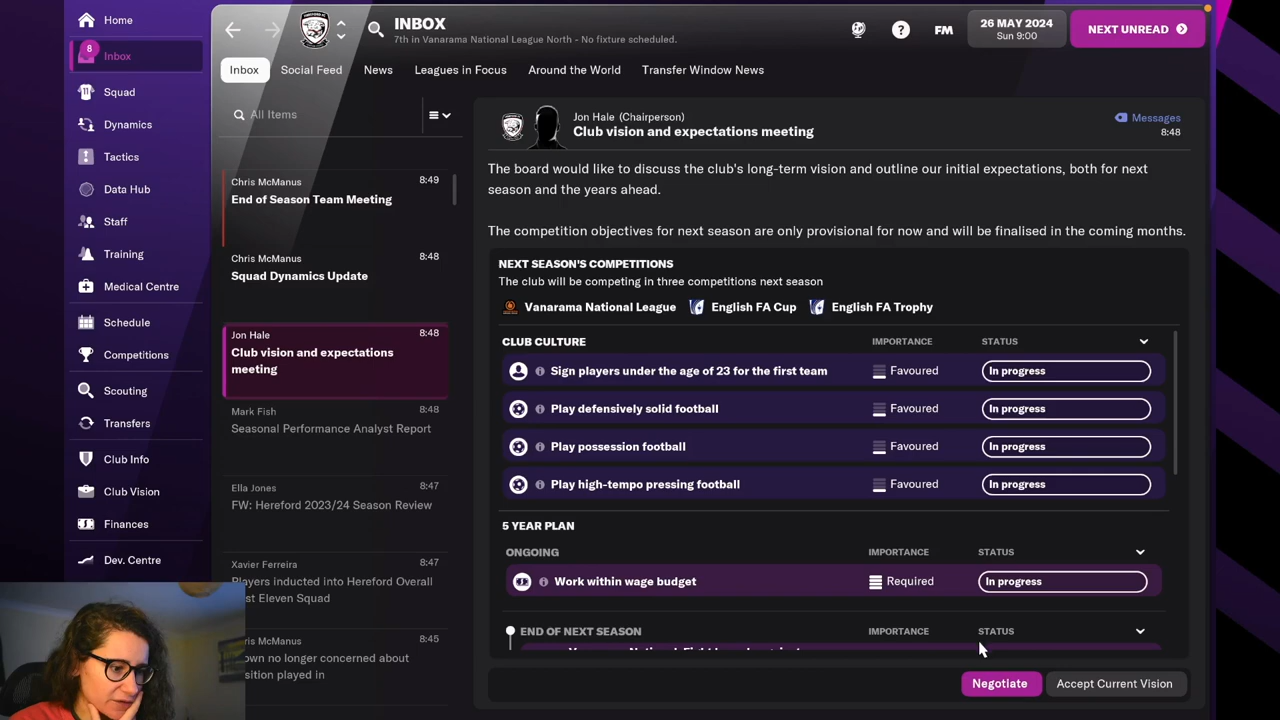 Home
8
Inbox
Squad
Dynamics
Tactics
Data Hub
Staff
Training
Medical Centre
Schedule
Competitions
Scouting
Transfers
Club Info
Club Vision
Finances
Dev. Centre
INBOX
7th in Vanarama National League North - No fixture scheduled.
FM
26 MAY 2024
Sun 9:00
NEXT UNREAD
Inbox
Social Feed
News
Leagues in Focus
Around the World
Transfer Window News
All Items
Chris McManus
8:49
End of Season Team Meeting
Chris McManus
8:48
Squad Dynamics Update
Jon Hale
8:48
Club vision and expectations
meeting
Mark Fish
8:48
Seasonal Performance Analyst Report
Ella Jones
8:47
FW: Hereford 2023/24 Season Review
Xavier Ferreira
8:47
Players inducted into Hereford Overall
Eleven Squad
McManus
8:45
no longer concerned about
played in
Jon Hale (Chairperson)
Club vision and expectations meeting
Messages
8:48
The board would like to discuss the club's long-term vision and outline our initial expectations, both for next
season and the years ahead.
The competition objectives for next season are only provisional for now and will be finalised in the coming months.
NEXT SEASON'S COMPETITIONS
The club will be competing in three competitions next season
Vanarama National League
English FA Cup
English FA Trophy
CLUB CULTURE
IMPORTANCE
STATUS
Sign players under the age of 23 for the first team
Favoured
In progress
Play defensively solid football
Favoured
In progress
Play possession football
Favoured
In progress
Play high-tempo pressing football
Favoured
In progress
5 YEAR PLAN
ONGOING
IMPORTANCE
STATUS
Work within wage budget
Required
In progress
END OF NEXT SEASON
IMPORTANCE
STATUS
Negotiate
Accept Current Vision